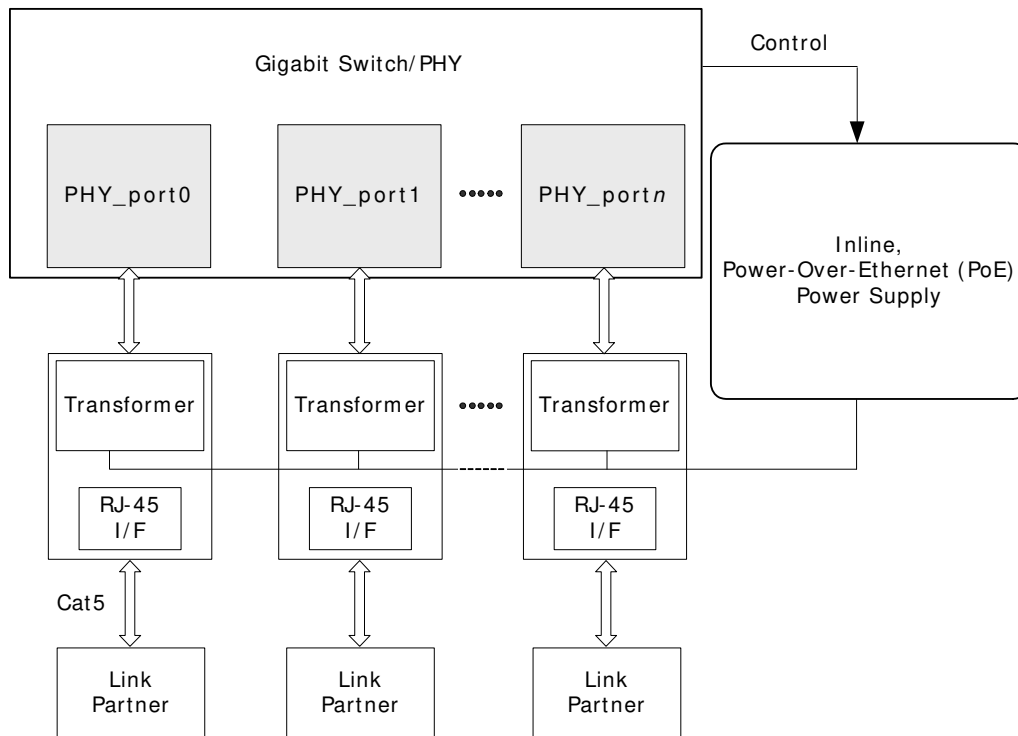 Control
Gigabit Switch/PHY
PHY_port0
PHY_port1
PHY_portn
Inline,
Power-Over-Ethernet (PoE)
Power Supply
Transformer
Transformer
Transformer
RJ-45
I/F
RJ-45
I/F
RJ-45
I/F
Cat5
Link
Partner
Link
Partner
Link
Partner